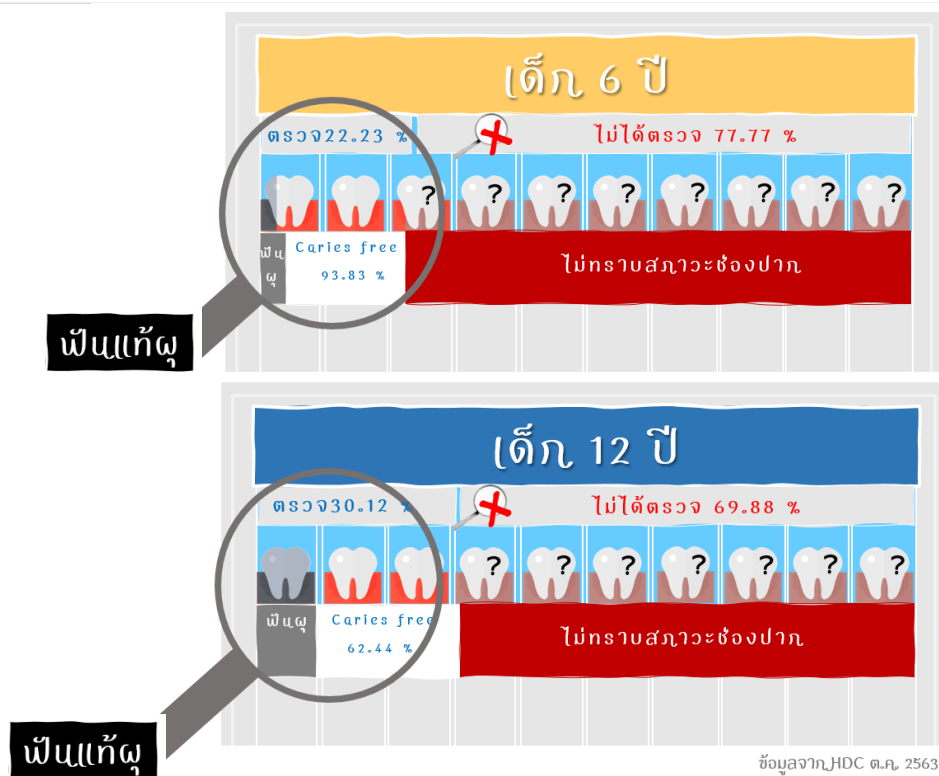 เด็ก 6 ปี
ตรวจ22.23 %
ไม่ได้ตรวจ 77.77 %
? ? ? ? ? ? ? ?
ฟัน
ผุ
Caries free
93.83 %
ไม่ทราบสภาวะช่องปาก
ฟันแท้ผุ
เด็ก 12 ปี
ตรวจ30.12 %
ไม่ได้ตรวจ 69.88 %
? ? ? ? ? ? ?
ฟันผุ
Caries free
62.44 %
ไม่ทราบสภาวะช่องปาก
ฟันแท้ผุ
ข้อมูลจาก HDC ต.ค. 2563